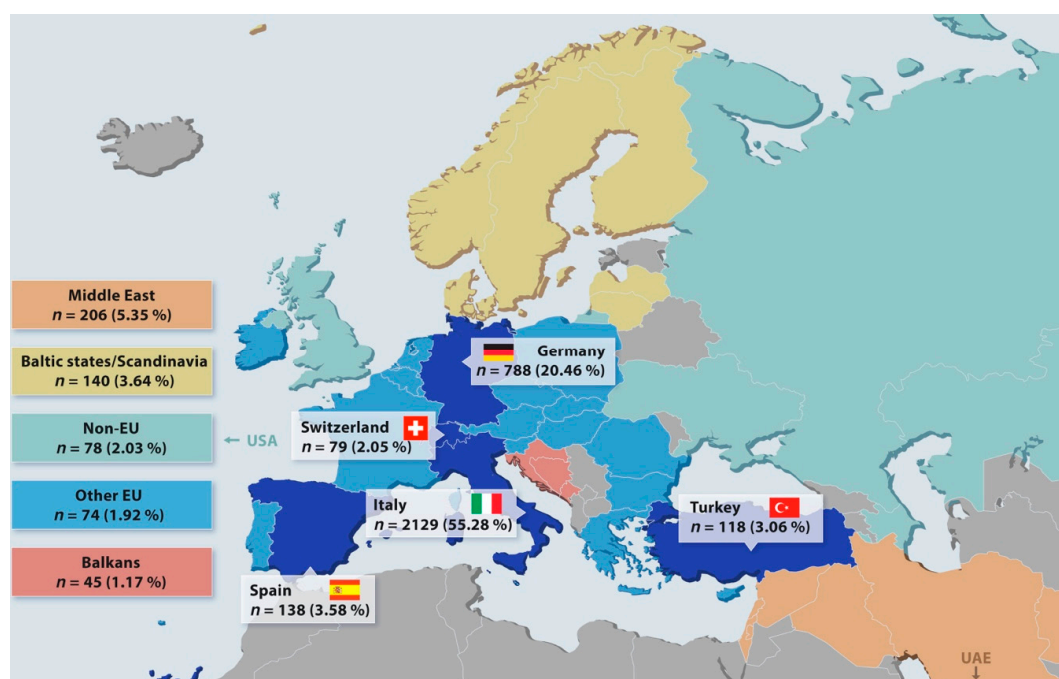 Middle East
n = 206 (5.35 %)
Baltic states/Scandinavia
n = 140 (3.64 %)
Non-EU
n = 78 (2.03 %)
← USA
Other EU
n = 74 (1.92 %)
Balkans
n = 45 (1.17 %)
Germany
n = 788 (20.46 %)
Switzerland
n = 79 (2.05 %)
Italy
n = 2129 (55.28 %)
Turkey
n = 118 (3.06 %)
Spain
n = 138 (3.58 %)
UAE